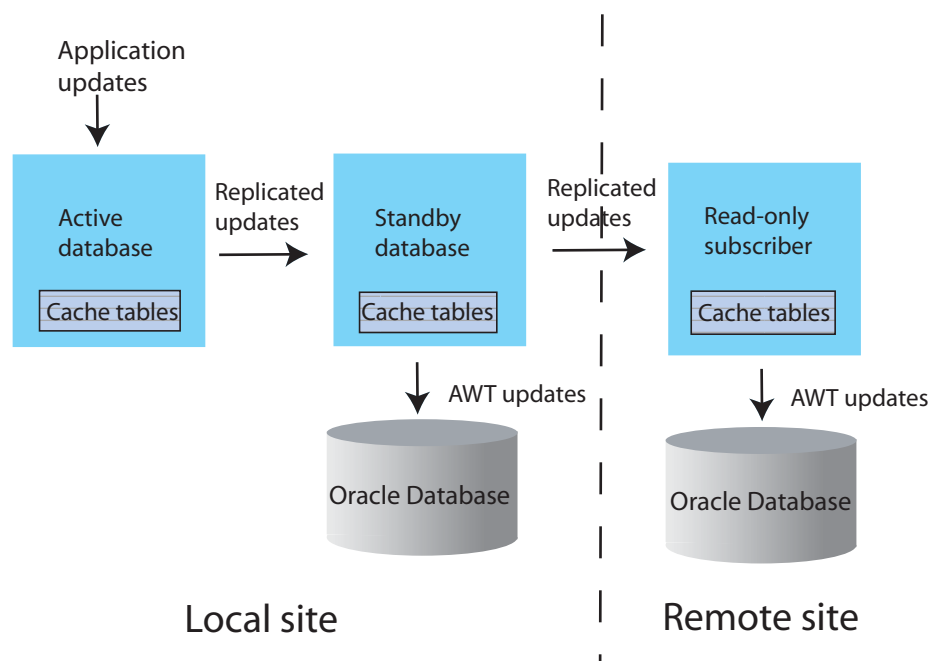 Application
updates
Active
database
Cache tables
Replicated
updates
Standby
database
Cache tables
Replicated
updates
Read-only
subscriber
Cache tables
AWT updates
Oracle Database
AWT updates
Oracle Database
Local site
Remote site